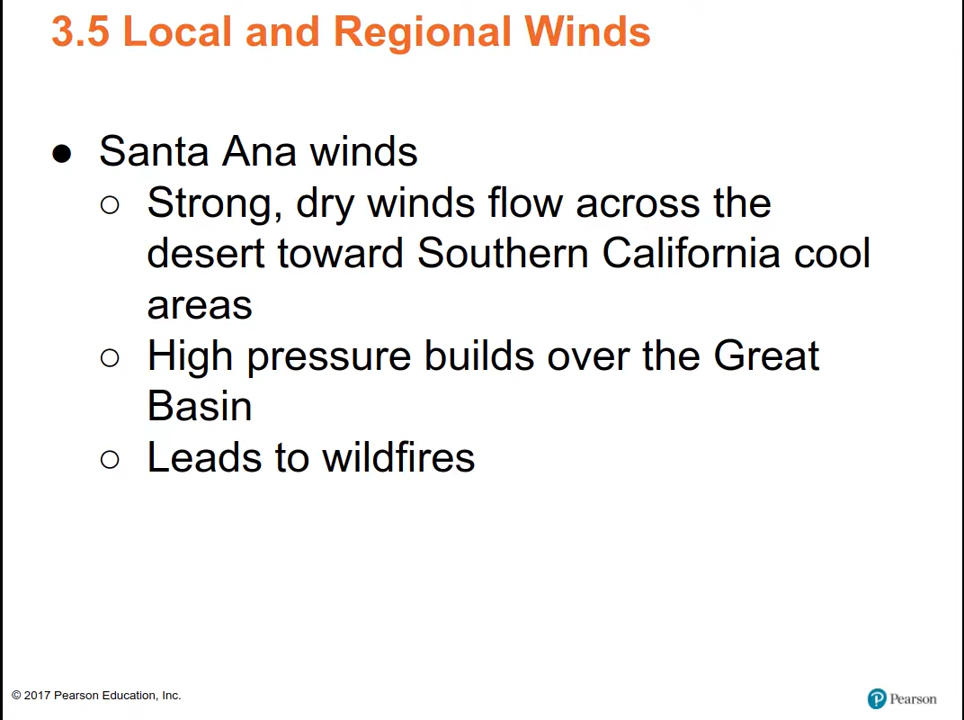 3.5 Local and Regional Winds
● Santa Ana winds
○ Strong, dry winds flow across the
desert toward Southern California cool
areas
○ High pressure builds over the Great
Basin
○ Leads to wildfires
© 2017 Pearson Education, Inc.
P Pearson